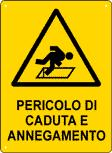 PERICOLO DI
CADUTA E
ANNEGAMENTO